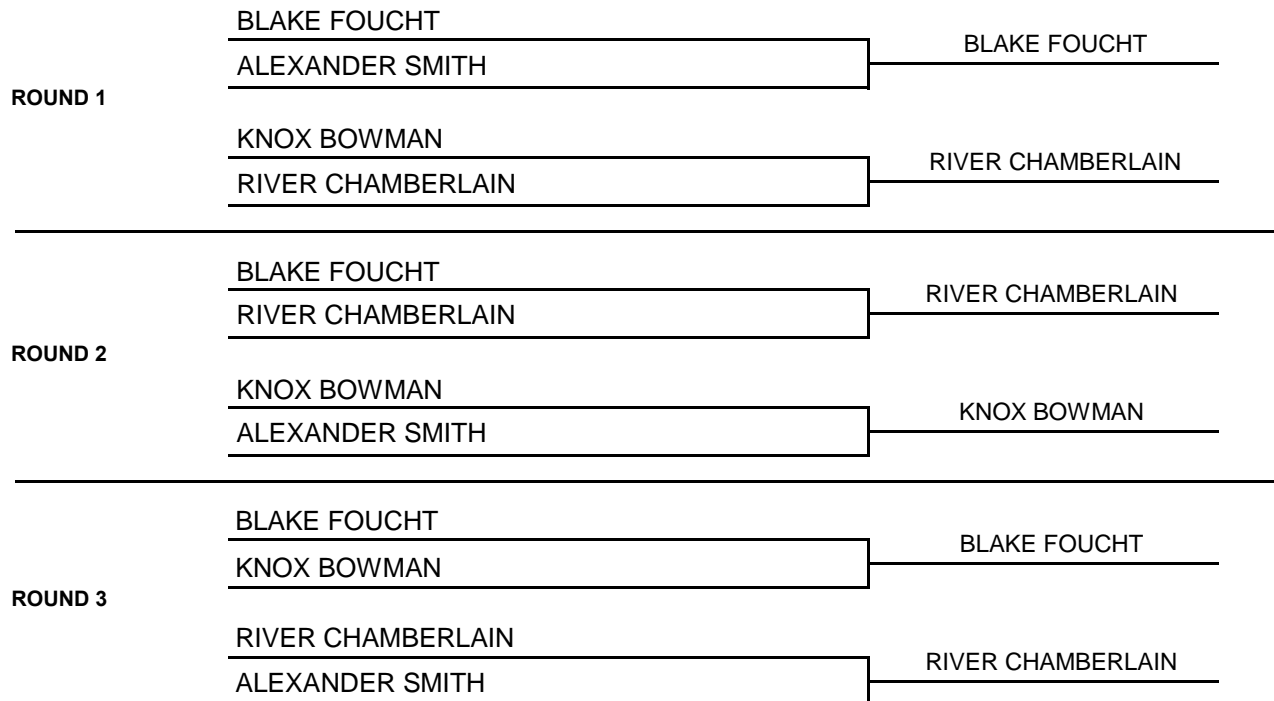 BLAKE FOUCHT
BLAKE FOUCHT
ALEXANDER SMITH
ROUND 1
KNOX BOWMAN
RIVER CHAMBERLAIN
RIVER CHAMBERLAIN
BLAKE FOUCHT
RIVER CHAMBERLAIN
RIVER CHAMBERLAIN
ROUND 2
KNOX BOWMAN
KNOX BOWMAN
ALEXANDER SMITH
BLAKE FOUCHT
BLAKE FOUCHT
KNOX BOWMAN
ROUND 3
RIVER CHAMBERLAIN
RIVER CHAMBERLAIN
ALEXANDER SMITH